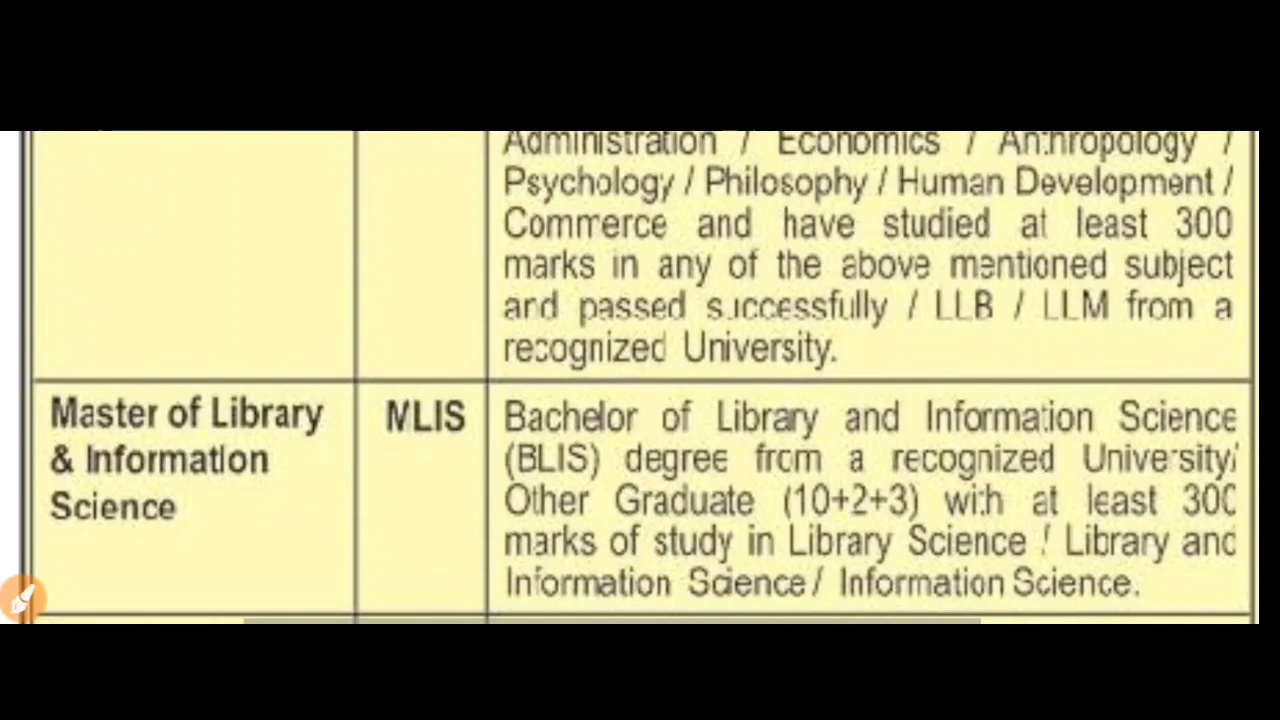 Administration / Economics / Anthropology /
Psychology / Philosophy / Human Development /
Commerce and have studied at least 300
marks in any of the above mentioned subject
and passed successfully / LLB / LLM from a
recognized University.
Master of Library
& Information
Science
MLIS
Bachelor of Library and Information Science
(BLIS) degree from a recognized University/
Other Graduate (10+2+3) with at least 300
marks of study in Library Science / Library and
Information Science / Information Science.